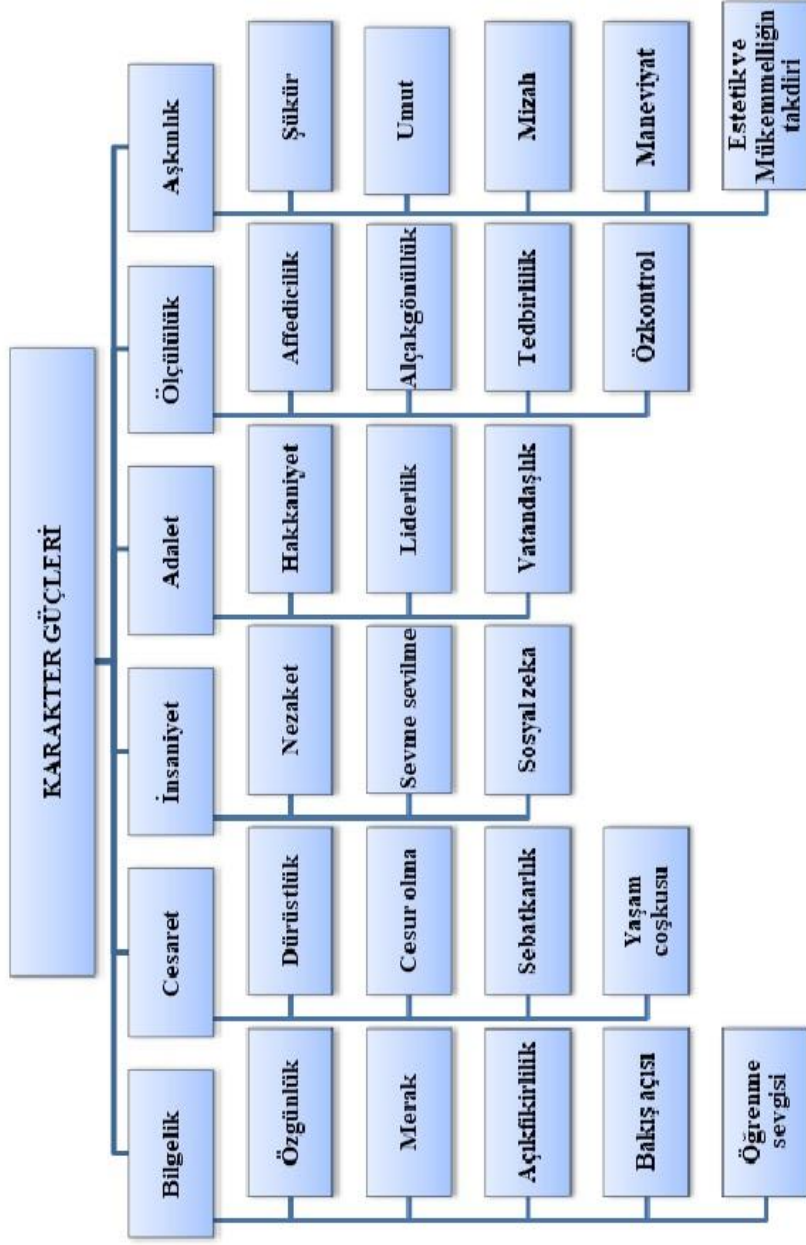 KARAKTER GÜÇLERİ
Bilgelik
Özgünlük
Merak
Açıkfikirlilik
Bakış açısı
Öğrenme
sevgisi
Cesaret
Dürüstlük
Cesur olma
Sebatkarlık
Yaşam
coşkusu
İnsaniyet
Nezaket
Sevme sevilme
Sosyal zeka
Adalet
Hakkaniyet
Liderlik
Vatandaşlık
Ölçülülük
Affedicilik
Alçakgönüllük
Tedbirlilik
Özkontrol
Aşkınlık
Şükür
Umut
Mizah
Maneviyat
Estetik ve
Mükemmelliğin
takdiri